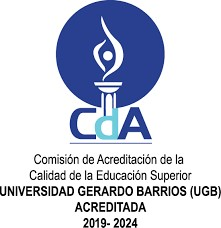 CdA
Comisión de Acreditación de la
Calidad de la Educación Superior
UNIVERSIDAD GERARDO BARRIOS (UGB)
ACREDITADA
2019- 2024